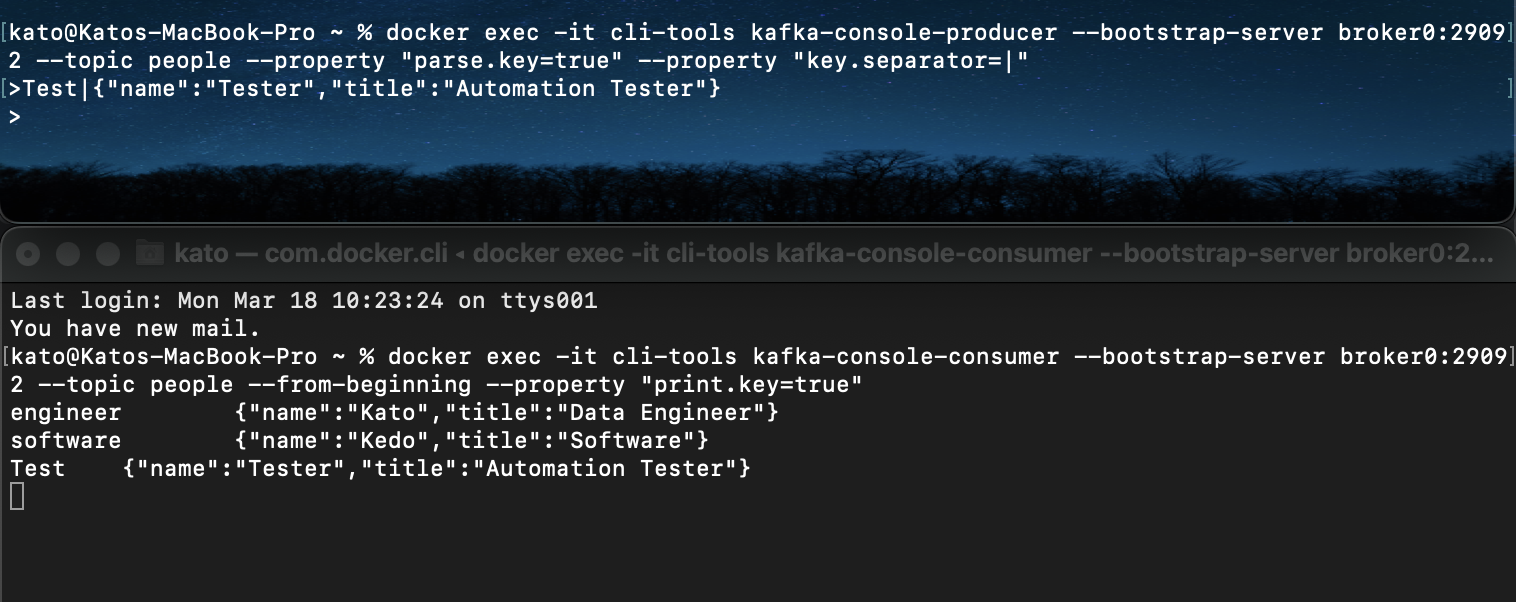 kato@Katos-MacBook-Pro ~ % docker exec -it cli-tools kafka-console-producer --bootstrap-server broker0:2909
2 --topic people --property "parse.key=true" --property "key.separator=|"
>Test|{"name":"Tester","title":"Automation Tester"}
>
kato — com.docker.cli ◂ docker exec -it cli-tools kafka-console-consumer --bootstrap-server broker0:2...
Last login: Mon Mar 18 10:23:24 on ttys001
You have new mail.
kato@Katos-MacBook-Pro ~ % docker exec -it cli-tools kafka-console-consumer --bootstrap-server broker0:2909
2 --topic people --from-beginning --property "print.key=true"
engineer        {"name":"Kato","title":"Data Engineer"}
software        {"name":"Kedo","title":"Software"}
Test    {"name":"Tester","title":"Automation Tester"}